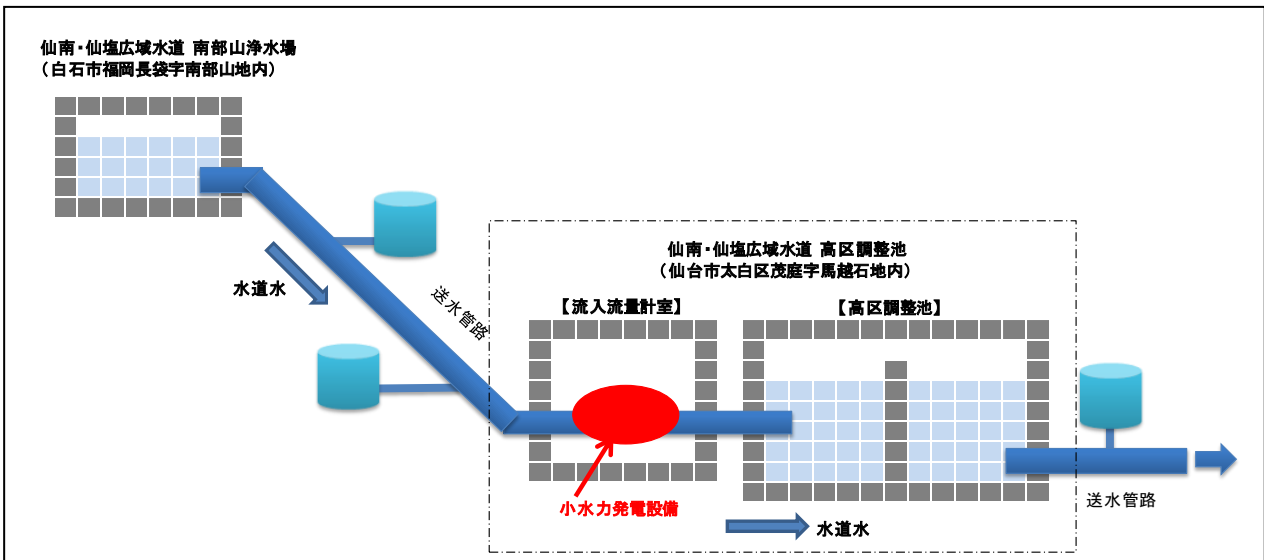 仙南・仙塩広域水道 南部山浄水場
（白石市福岡長袋字南部山地内）
水道水
送水管路
仙南・仙塩広域水道 高区調整池
（仙台市太白区茂庭字馬越石地内）
【流入流量計室】
【高区調整池】
小水力発電設備
水道水
送水管路